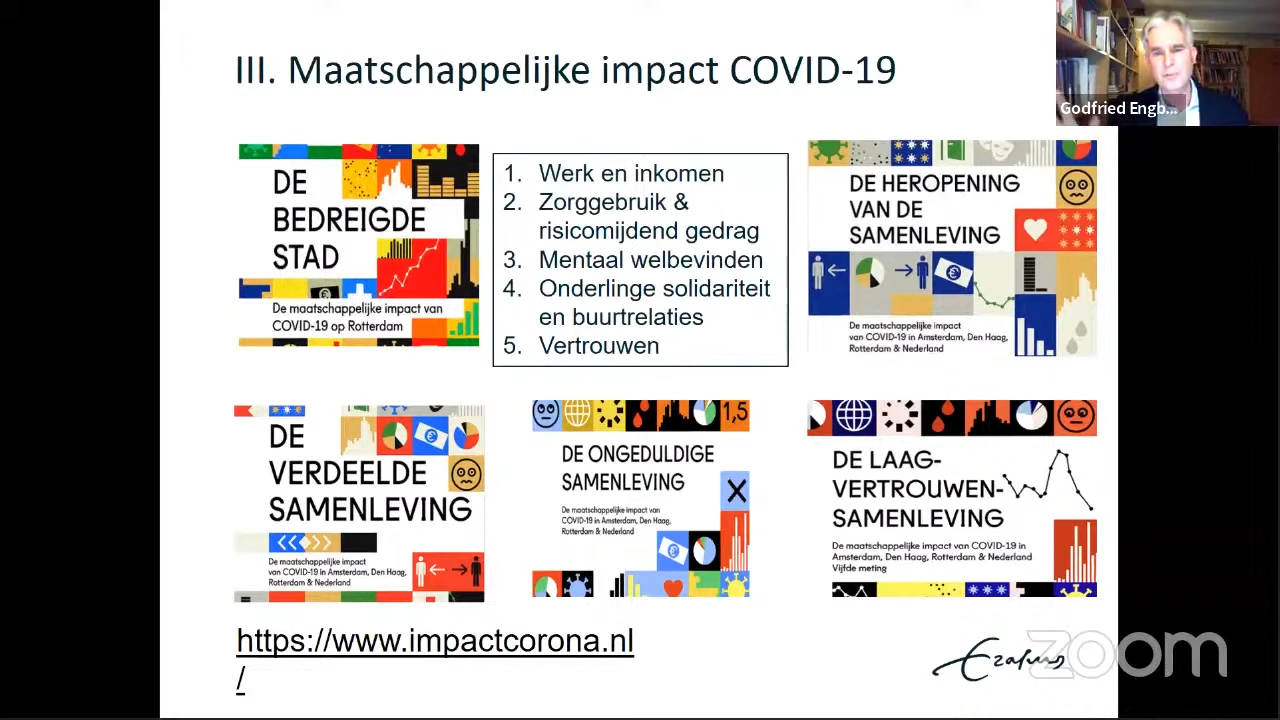 III. Maatschappelijke impact COVID-19
Godfried Engb...
DE
BEDREIGDE
STAD
De maatschappelijke impact van
COVID-19 op Rotterdam
1. Werk en inkomen
2. Zorggebruik &
risicomijdend gedrag
3. Mentaal welbevinden
4. Onderlinge solidariteit
en buurtrelaties
5. Vertrouwen
DE HEROPENING
VAN DE
SAMENLEVING
De maatschappelijke impact
van COVID-19 in Amsterdam, Den Haag,
Rotterdam & Nederland
DE
VERDEELDE
SAMENLEVING
De maatschappelijke impact
van COVID-19 in Amsterdam, Den Haag,
Rotterdam & Nederland
1,5
DE ONGEDULDIGE
SAMENLEVING
De maatschappelijke impact van
COVID-19 in Amsterdam, Den Haag,
Rotterdam & Nederland
DE LAAG-
VERTROUWEN-
SAMENLEVING
De maatschappelijke impact van COVID-19 in
Amsterdam, Den Haag, Rotterdam & Nederland
Vijfde meting
https://www.impactcorona.nl
/
Erasmus
zoom